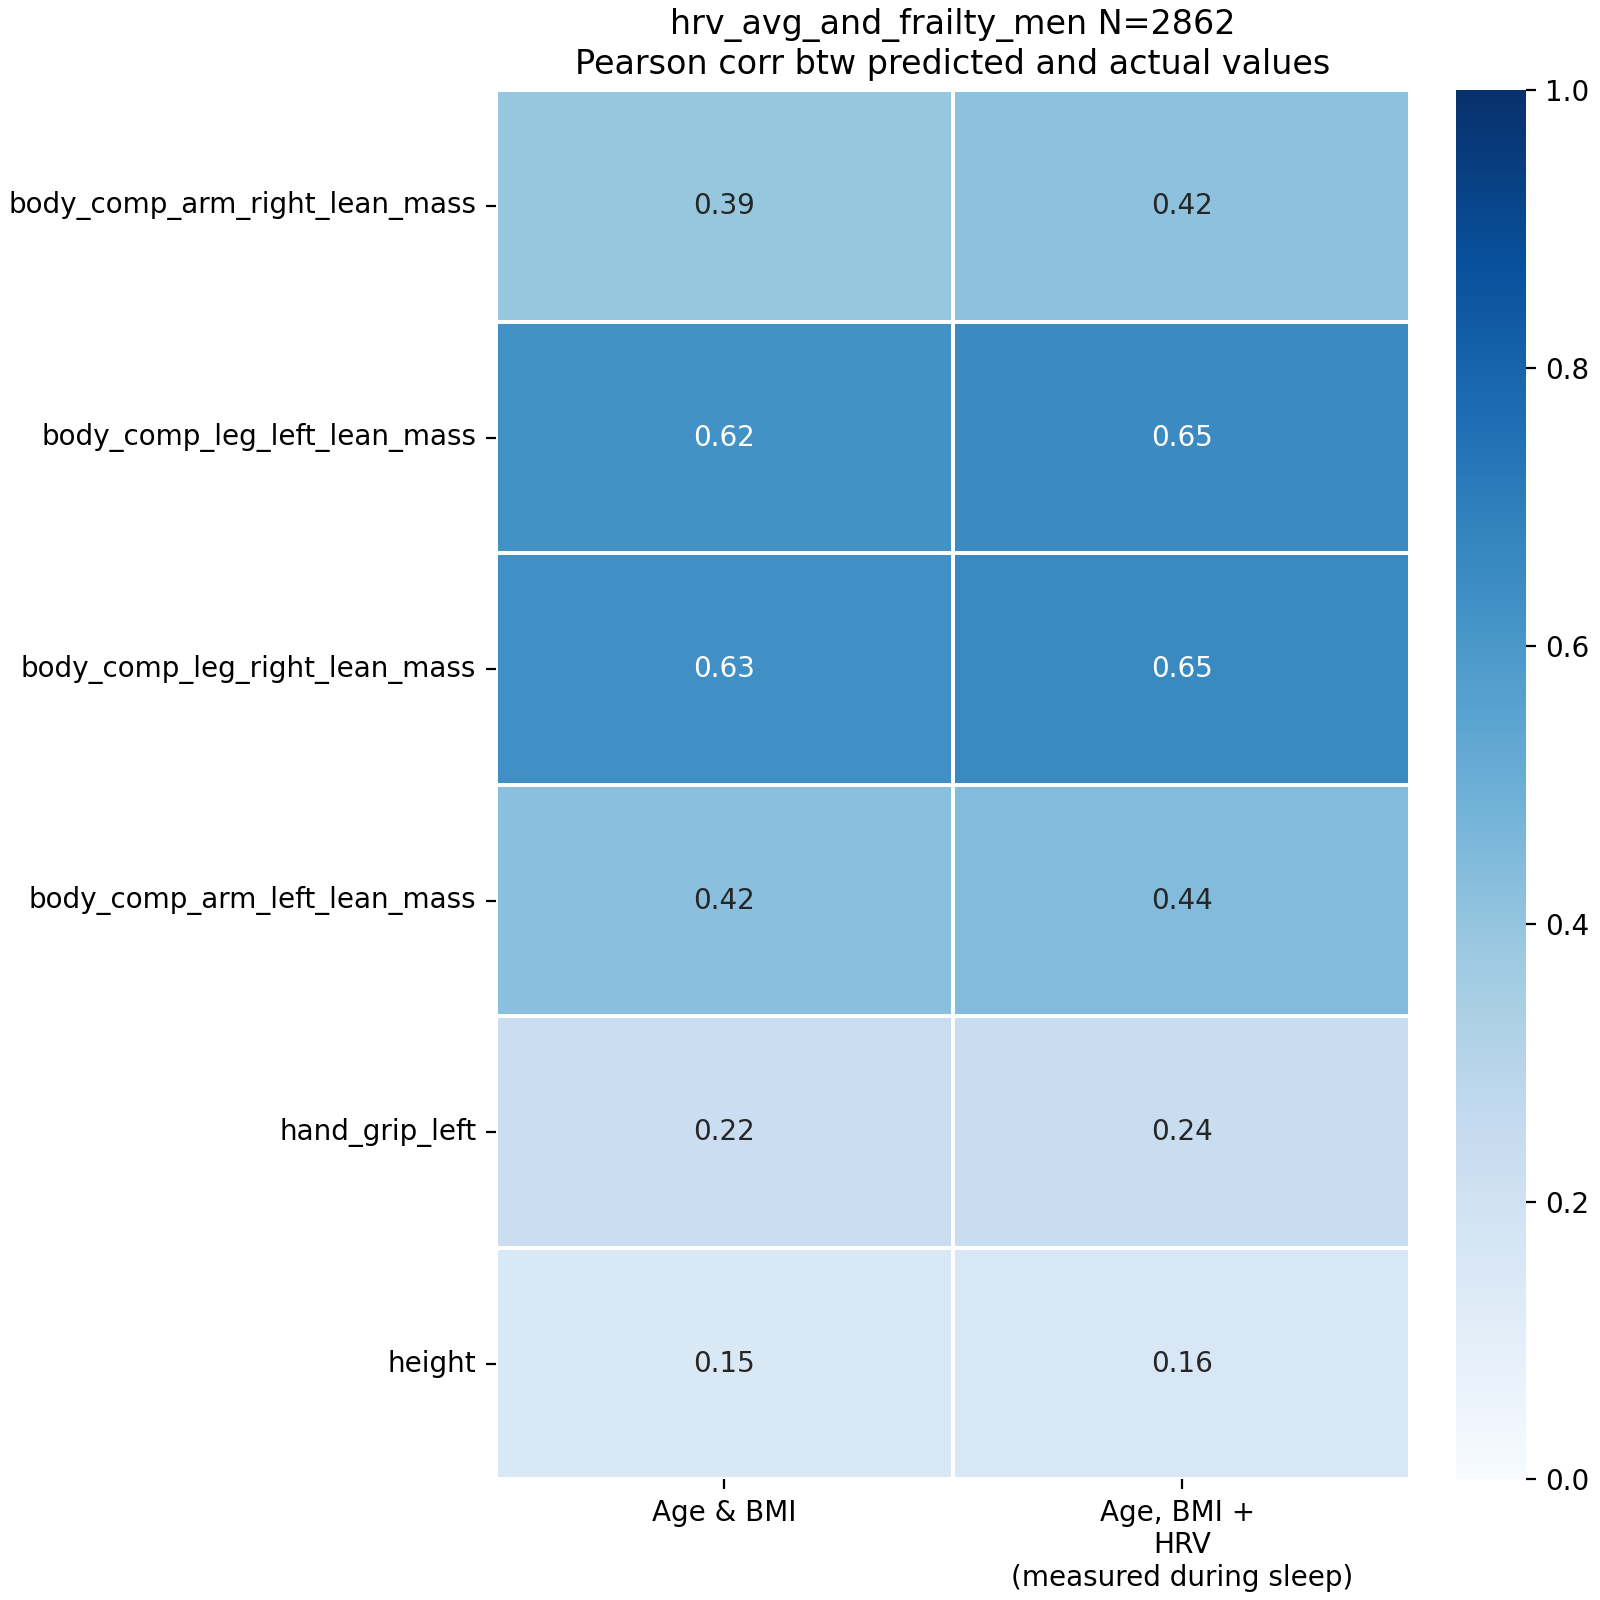 hrv_avg_and_frailty_men N=2862
Pearson corr btw predicted and actual values
body_comp_arm_right_lean_mass
0.39
0.42
body_comp_leg_left_lean_mass
0.62
0.65
body_comp_leg_right_lean_mass
0.63
0.65
body_comp_arm_left_lean_mass
0.42
0.44
hand_grip_left
0.22
0.24
height
0.15
0.16
Age & BMI
Age, BMI +
HRV
(measured during sleep)
1.0
0.8
0.6
0.4
0.2
0.0